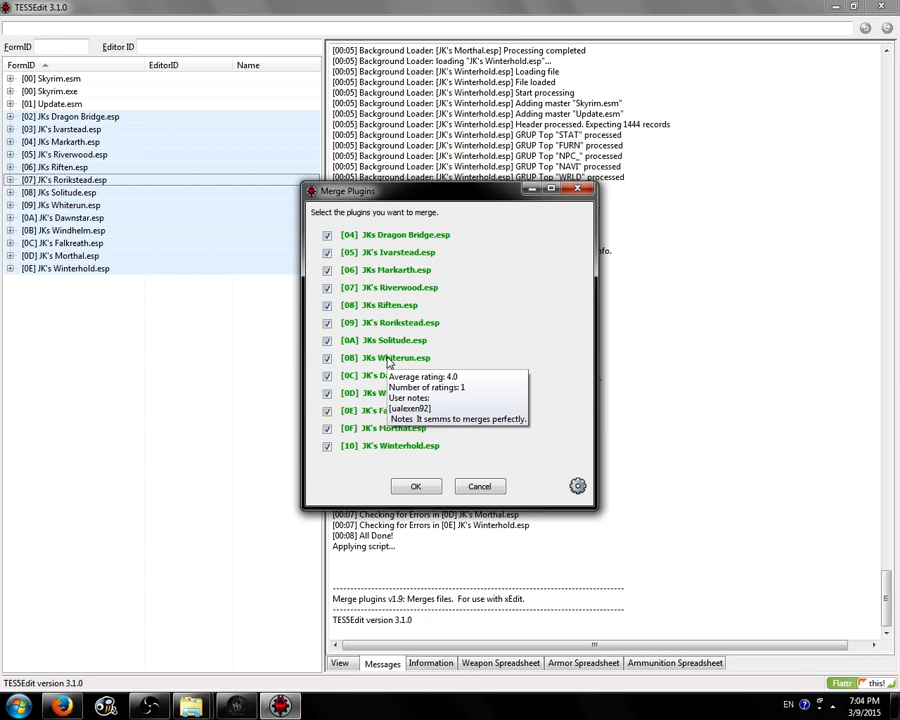 TES5Edit 3.1.0
FormID
Editor ID
FormID EditorID Name
[00] Skyrim.esm
[00] Skyrim.exe
[01] Update.esm
[02] JKs Dragon Bridge.esp
[03] JK's Ivarstead.esp
[04] JKs Markarth.esp
[05] JK's Riverwood.esp
[06] JKs Riften.esp
[07] JK's Rorikstead.esp
[08] JKs Solitude.esp
[09] JKs Whiterun.esp
[0A] JK's Dawnstar.esp
[0B] JK's Windhelm.esp
[0C] JK's Falkreath.esp
[0D] JK's Morthal.esp
[0E] JK's Winterhold.esp
[00:05] Background Loader: [JK's Morthal.esp] Processing completed
[00:05] Background Loader: loading "JK's Winterhold.esp"...
[00:05] Background Loader: [JK's Winterhold.esp] Loading file
[00:05] Background Loader: [JK's Winterhold.esp] File loaded
[00:05] Background Loader: [JK's Winterhold.esp] Start processing
[00:05] Background Loader: [JK's Winterhold.esp] Adding master "Skyrim.esm"
[00:05] Background Loader: [JK's Winterhold.esp] Adding master "Update.esm"
[00:05] Background Loader: [JK's Winterhold.esp] Header processed. Expecting 1444 records
[00:05] Background Loader: [JK's Winterhold.esp] GRUP Top "STAT" processed
[00:05] Background Loader: [JK's Winterhold.esp] GRUP Top "FURN" processed
[00:05] Background Loader: [JK's Winterhold.esp] GRUP Top "NPC_" processed
[00:05] Background Loader: [JK's Winterhold.esp] GRUP Top "NAVI" processed
[00:05] Background Loader: [JK's Winterhold.esp] GRUP Top "WRLD" processed
nfo.
Merge Plugins
Select the plugins you want to merge.
[04] JKs Dragon Bridge.esp
[05] JK's Ivarstead.esp
[06] JKs Markarth.esp
[07] JK's Riverwood.esp
[08] JKs Riften.esp
[09] JK's Rorikstead.esp
[0A] JKs Solitude.esp
[0B] JKs Whiterun.esp
[0C] JK's Da
[0D] JK's W
[0E] JK's Fa
[0F] JK's Morthal.esp
[10] JK's Winterhold.esp
Average rating: 4.0
Number of ratings: 1
User notes:
[ualexen92]
Notes It semms to merges perfectly.
OK Cancel
[00:07] Checking for Errors in [0D] JK's Morthal.esp
[00:07] Checking for Errors in [0E] JK's Winterhold.esp
[00:08] All Done!
Applying script...
Merge plugins v1.9: Merges files. For use with xEdit.
TES5Edit version 3.1.0
View Messages Information Weapon Spreadsheet Armor Spreadsheet Ammunition Spreadsheet
TES5Edit version 3.1.0
Flattr this!
EN
7:04 PM
3/9/2015